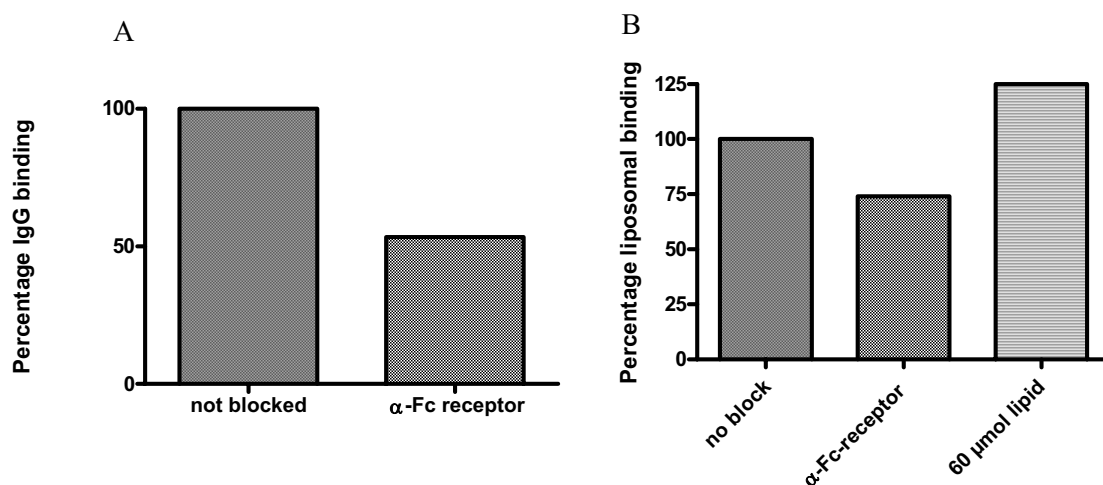 A
Percentage IgG binding
100
50
0
not blocked
α-Fc receptor
B
Percentage liposomal binding
125
100
75
50
25
0
no block
α-Fc-receptor
60 µmol lipid